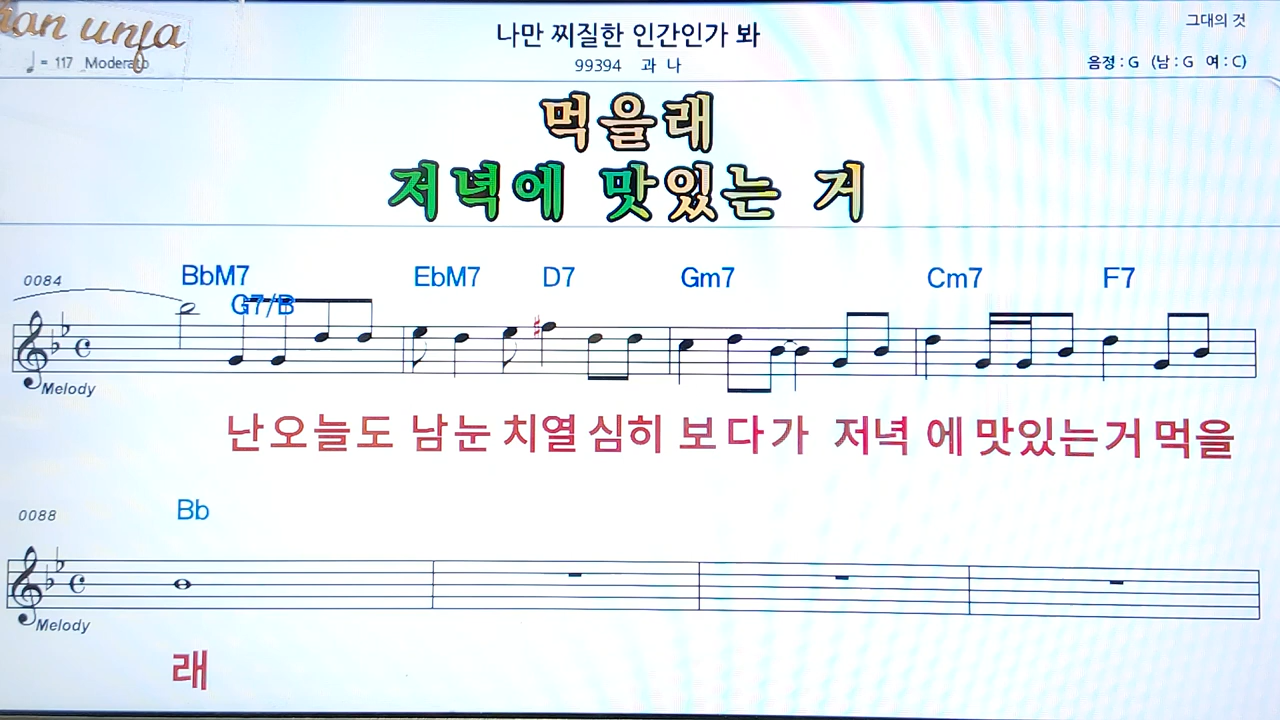 나만 찌질한 인간인가 봐
그대의 것
♩ = 117 Moderato
99394 과 나
음정 : G (남 : G 여 : C)
먹을래
저녁에 맛있는 거
0084 BbM7 G7/B EbM7 D7 Gm7 Cm7 F7
Melody
난오늘도 남눈 치열 심히 보다가 저녁 에 맛있는거 먹을
0088 Bb
Melody
래